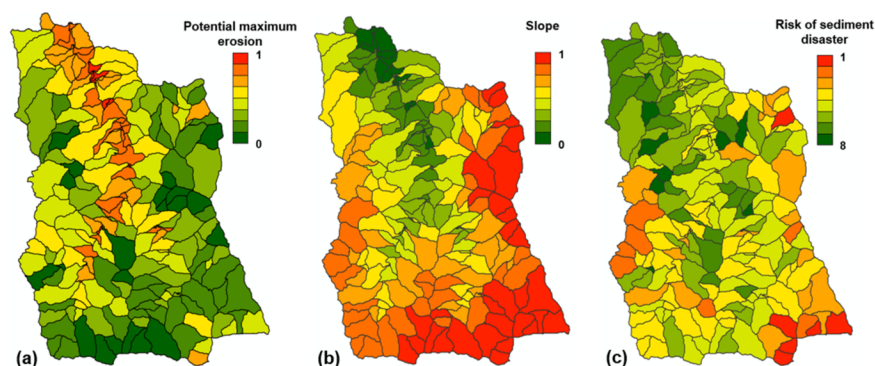 Potential maximum
erosion
1
0
(a)
Slope
1
0
(b)
Risk of sediment
disaster
1
8
(c)